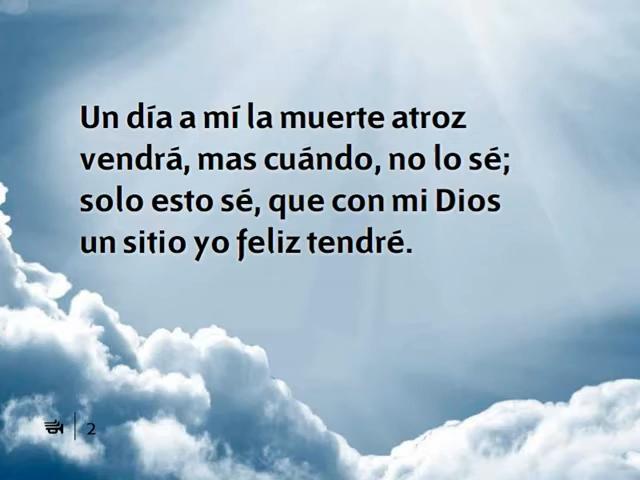 Un día a mí la muerte atroz
vendrá, mas cuándo, no lo sé;
solo esto sé, que con mi Dios
un sitio yo feliz tendré.
2